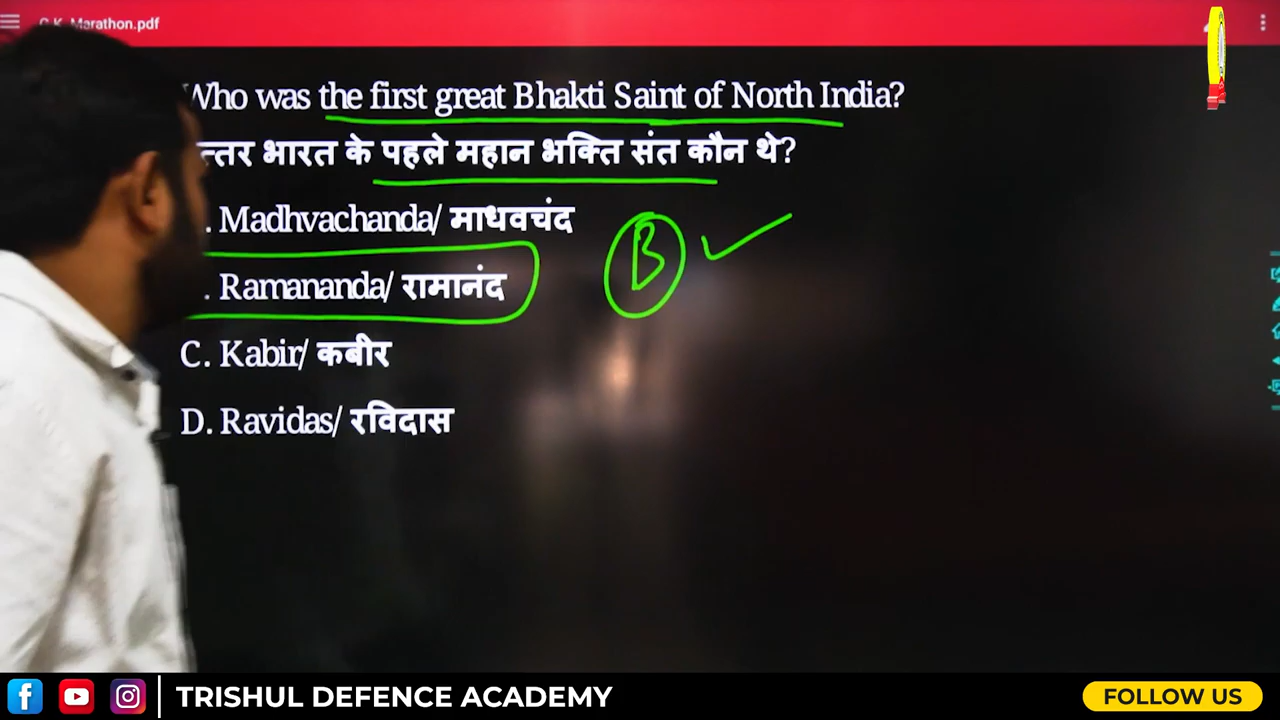 G.K. Marathon.pdf
Who was the first great Bhakti Saint of North India?
उत्तर भारत के पहले महान भक्ति संत कौन थे?
. Madhvachanda/ माधवचंद
B
. Ramananda/ रामानंद
C. Kabir/ कबीर
D. Ravidas/ रविदास
TRISHUL DEFENCE ACADEMY
FOLLOW US